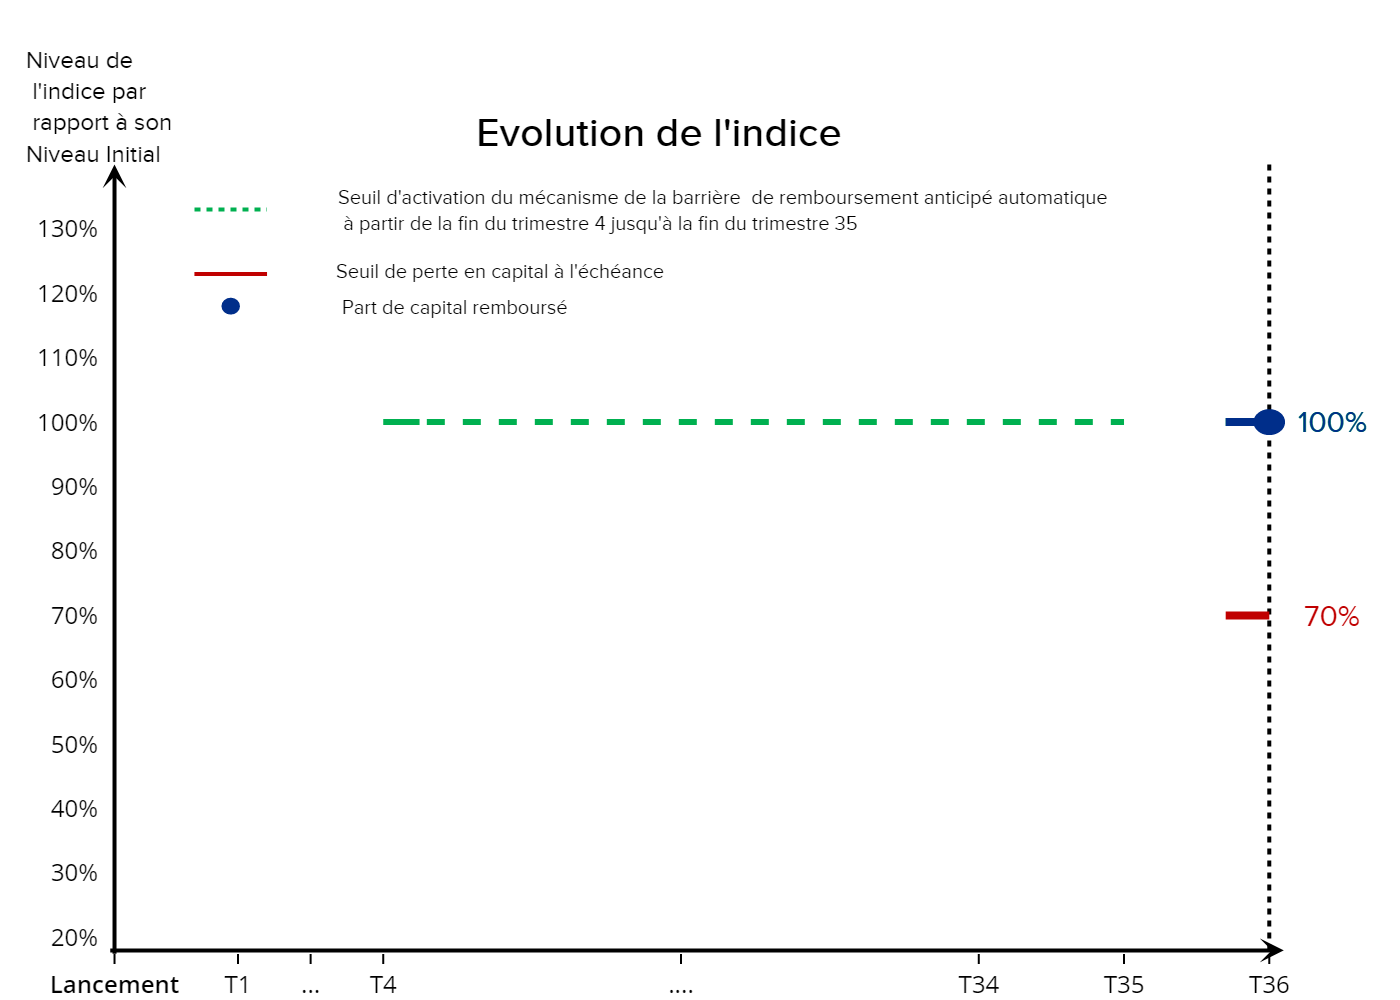 Niveau de
l'indice par
rapport à son
Niveau Initial
Evolution de l'indice
Seuil d'activation du mécanisme de la barrière de remboursement anticipé automatique
à partir de la fin du trimestre 4 jusqu'à la fin du trimestre 35
Seuil de perte en capital à l'échéance
Part de capital remboursé
130%
120%
110%
100%
90%
80%
70%
60%
50%
40%
30%
20%
100%
70%
Lancement T1 ... T4 .... T34 T35 T36